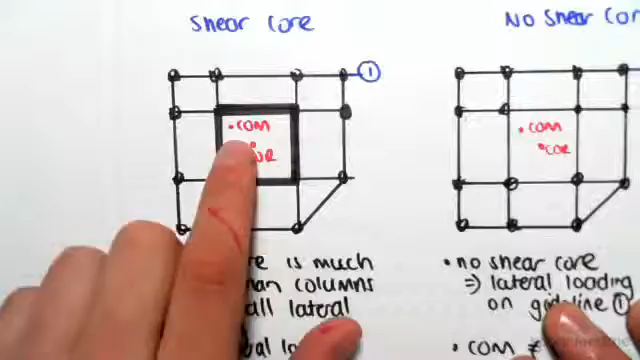 Shear Core
No Shear Cor
①
•COM
•COM
•COR
re is much
• no shear core
han columns
⇒ lateral loading
all lateral
on gridline ①
• COM ≠